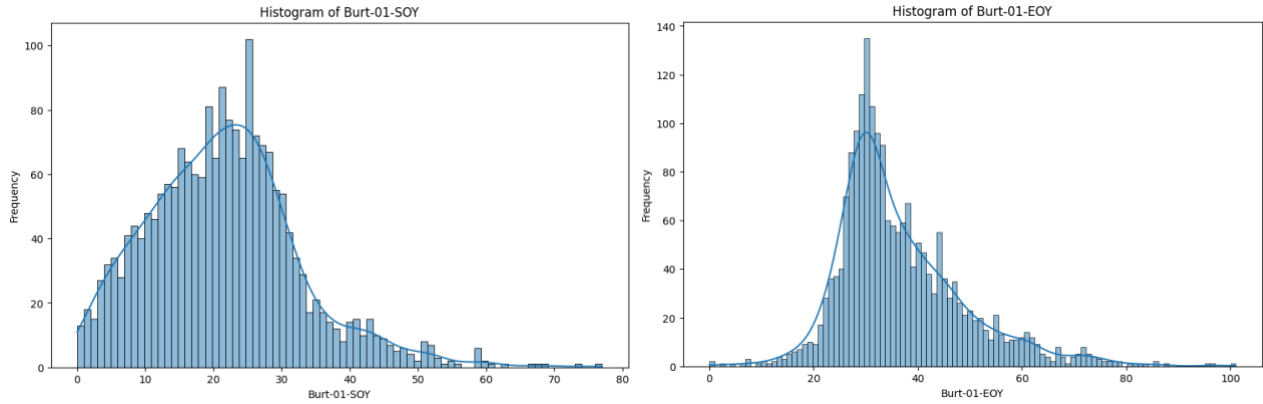 Histogram of Burt-01-SOY
Frequency
100
80
60
40
20
0
0 10 20 30 40 50 60 70 80
Burt-01-SOY
Histogram of Burt-01-EOY
Frequency
140
120
100
80
60
40
20
0
0 20 40 60 80 100
Burt-01-EOY